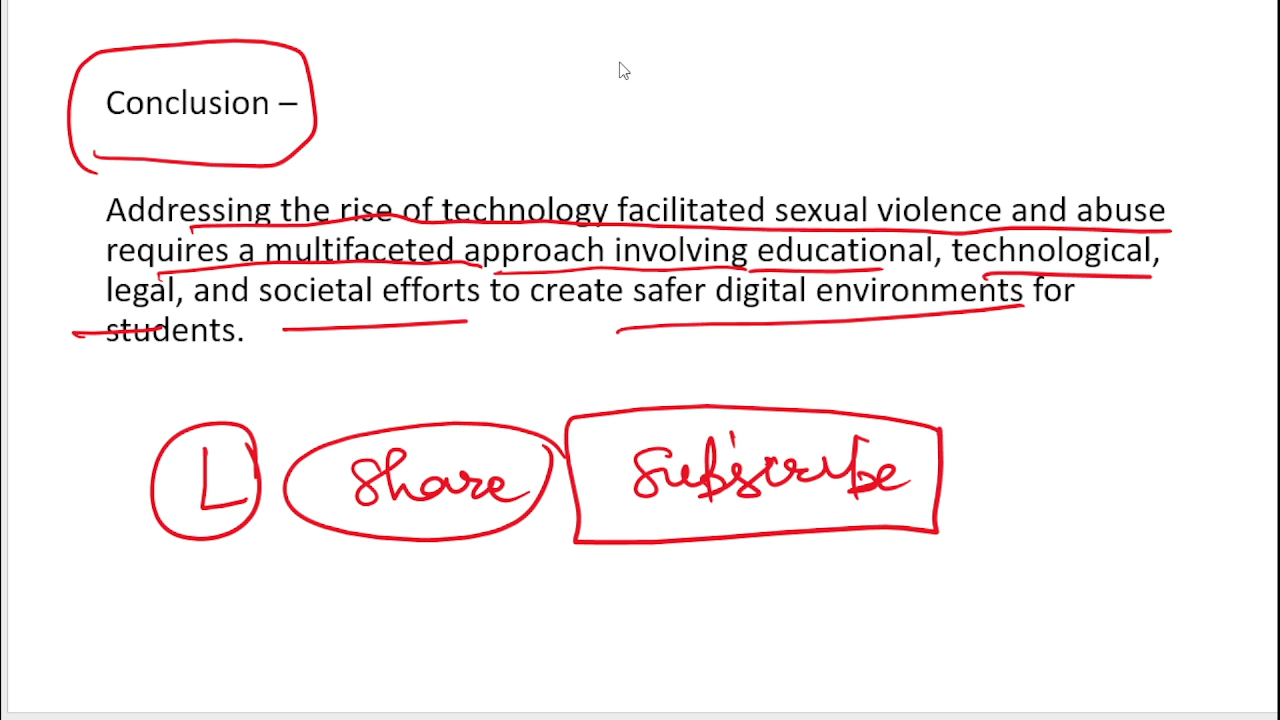 Conclusion –
Addressing the rise of technology facilitated sexual violence and abuse
requires a multifaceted approach involving educational, technological,
legal, and societal efforts to create safer digital environments for
students.
L Share Subscribe